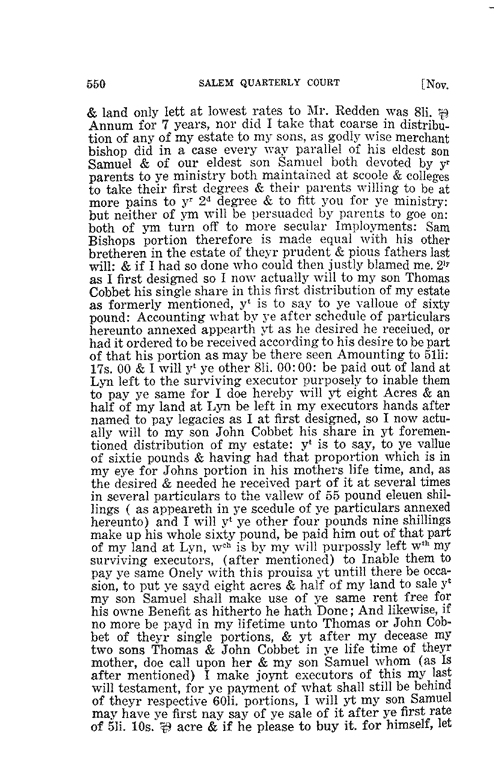 550 SALEM QUARTERLY COURT [Nov.
& land only lett at lowest rates to Mr. Redden was 8li. ⅌
Annum for 7 years, nor did I take that coarse in distribu-
tion of any of my estate to my sons, as godly wise merchant
bishop did in a case every way parallel of his eldest son
Samuel & of our eldest son Samuel both devoted by yʳ
parents to ye ministry both maintained at scoole & colleges
to take their first degrees & their parents willing to be at
more pains to yʳ 2ᵈ degree & to fitt you for ye ministry:
but neither of ym will be persuaded by parents to goe on:
both of ym turn off to more secular Imployments: Sam
Bishops portion therefore is made equal with his other
bretheren in the estate of theyr prudent & pious fathers last
will: & if I had so done who could then justly blamed me. 2ˡʸ
as I first designed so I now actually will to my son Thomas
Cobbet his single share in this first distribution of my estate
as formerly mentioned, yᵗ is to say to ye valloue of sixty
pound: Accounting what by ye after schedule of particulars
hereunto annexed appearth yt as he desired he receiued, or
had it ordered to be received according to his desire to be part
of that his portion as may be there seen Amounting to 51li:
17s. 00 & I will yᵗ ye other 8li. 00:00: be paid out of land at
Lyn left to the surviving executor purposely to inable them
to pay ye same for I doe hereby will yt eight Acres & an
half of my land at Lyn be left in my executors hands after
named to pay legacies as I at first designed, so I now actu-
ally will to my son John Cobbet his share in yt foremen-
tioned distribution of my estate: yᵗ is to say, to ye vallue
of sixtie pounds & having had that proportion which is in
my eye for Johns portion in his mothers life time, and, as
the desired & needed he received part of it at several times
in several particulars to the vallew of 55 pound eleuen shil-
lings ( as appeareth in ye scedule of ye particulars annexed
hereunto) and I will yᵗ ye other four pounds nine shillings
make up his whole sixty pound, be paid him out of that part
of my land at Lyn, wᶜʰ is by my will purpossly left wᵗʰ my
surviving executors, (after mentioned) to Inable them to
pay ye same Onely with this prouisa yt untill there be occa-
sion, to put ye sayd eight acres & half of my land to sale yᵗ
my son Samuel shall make use of ye same rent free for
his owne Benefit as hitherto he hath Done; And likewise, if
no more be payd in my lifetime unto Thomas or John Cob-
bet of theyr single portions, & yt after my decease my
two sons Thomas & John Cobbet in ye life time of theyr
mother, doe call upon her & my son Samuel whom (as Is
after mentioned) I make joynt executors of this my last
will testament, for ye payment of what shall still be behind
of theyr respective 60li. portions, I will yt my son Samuel
may have ye first nay say of ye sale of it after ye first rate
of 5li. 10s. ⅌ acre & if he please to buy it. for himself, let